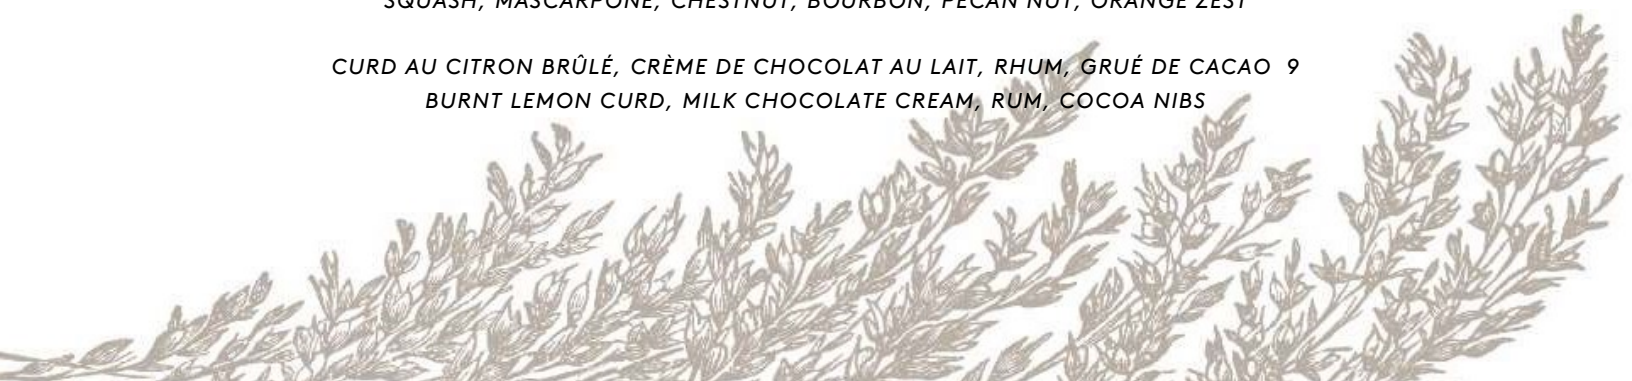 SQUASH, MASCARPONE, CHESTNUT, BOURBON, PECAN NUT, ORANGE ZEST
CURD AU CITRON BRÛLÉ, CRÈME DE CHOCOLAT AU LAIT, RHUM, GRUÉ DE CACAO 9
BURNT LEMON CURD, MILK CHOCOLATE CREAM, RUM, COCOA NIBS